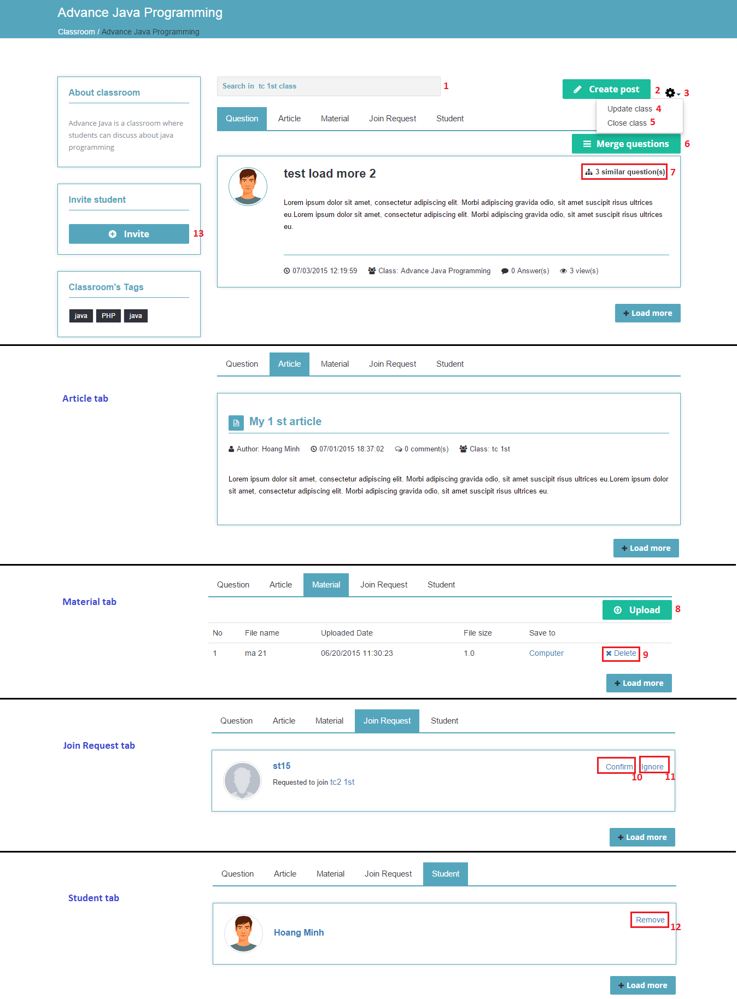 Advance Java Programming
Classroom / Advance Java Programming
About classroom
Advance Java is a classroom where
students can discuss about java
programming
Invite student
Invite 13
Classroom's Tags
java PHP java
Search in tc 1st class 1
Create post 2 3
Update class 4
Close class 5
Question Article Material Join Request Student
Merge questions 6
test load more 2
3 similar question(s) 7
Lorem ipsum dolor sit amet, consectetur adipiscing elit. Morbi adipiscing gravida odio, sit amet suscipit risus ultrices
eu.Lorem ipsum dolor sit amet, consectetur adipiscing elit. Morbi adipiscing gravida odio, sit amet suscipit risus ultrices
eu.
07/03/2015 12:19:59 Class: Advance Java Programming 0 Answer(s) 3 view(s)
Load more
Question Article Material Join Request Student
Article tab
My 1 st article
Author: Hoang Minh 07/01/2015 18:37:02 0 comment(s) Class: tc 1st
Lorem ipsum dolor sit amet, consectetur adipiscing elit. Morbi adipiscing gravida odio, sit amet suscipit risus ultrices eu.Lorem ipsum dolor
sit amet, consectetur adipiscing elit. Morbi adipiscing gravida odio, sit amet suscipit risus ultrices eu.
Load more
Question Article Material Join Request Student
Material tab
Upload 8
No File name Uploaded Date File size Save to
1 ma 21 06/20/2015 11:30:23 1.0 Computer Delete 9
Load more
Question Article Material Join Request Student
Join Request tab
st15
Confirm 10 Ignore 11
Requested to join tc2 1st
Load more
Question Article Material Join Request Student
Student tab
Remove 12
Hoang Minh
Load more